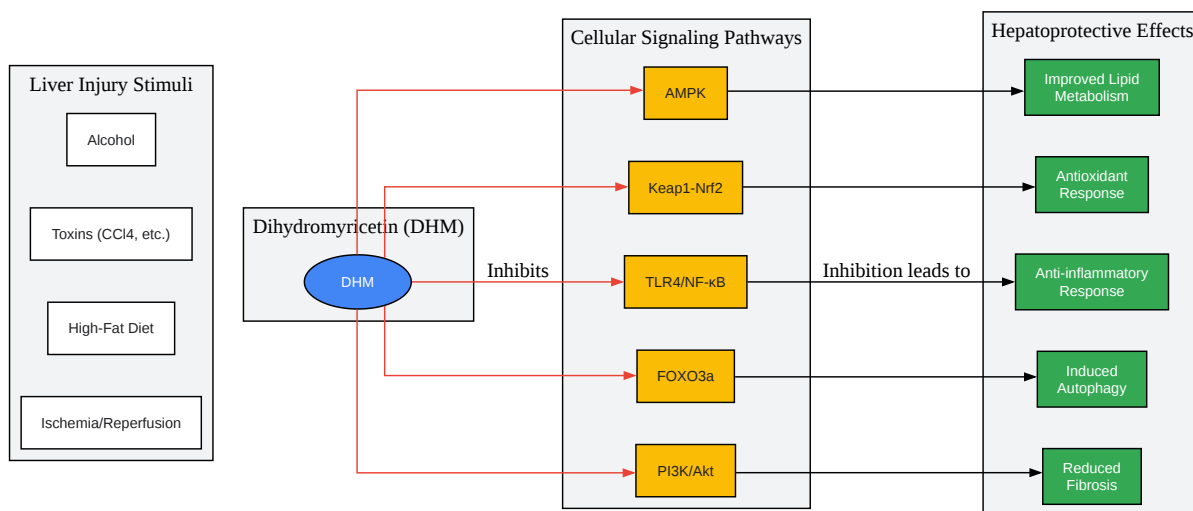 Liver Injury Stimuli
Alcohol
Toxins (CCl4, etc.)
High-Fat Diet
Ischemia/Reperfusion
Dihydromyricetin (DHM)
DHM
Inhibits
Cellular Signaling Pathways
AMPK
Keap1-Nrf2
TLR4/NF-κB
FOXO3a
PI3K/Akt
Inhibition leads to
Hepatoprotective Effects
Improved Lipid
Metabolism
Antioxidant
Response
Anti-inflammatory
Response
Induced
Autophagy
Reduced
Fibrosis